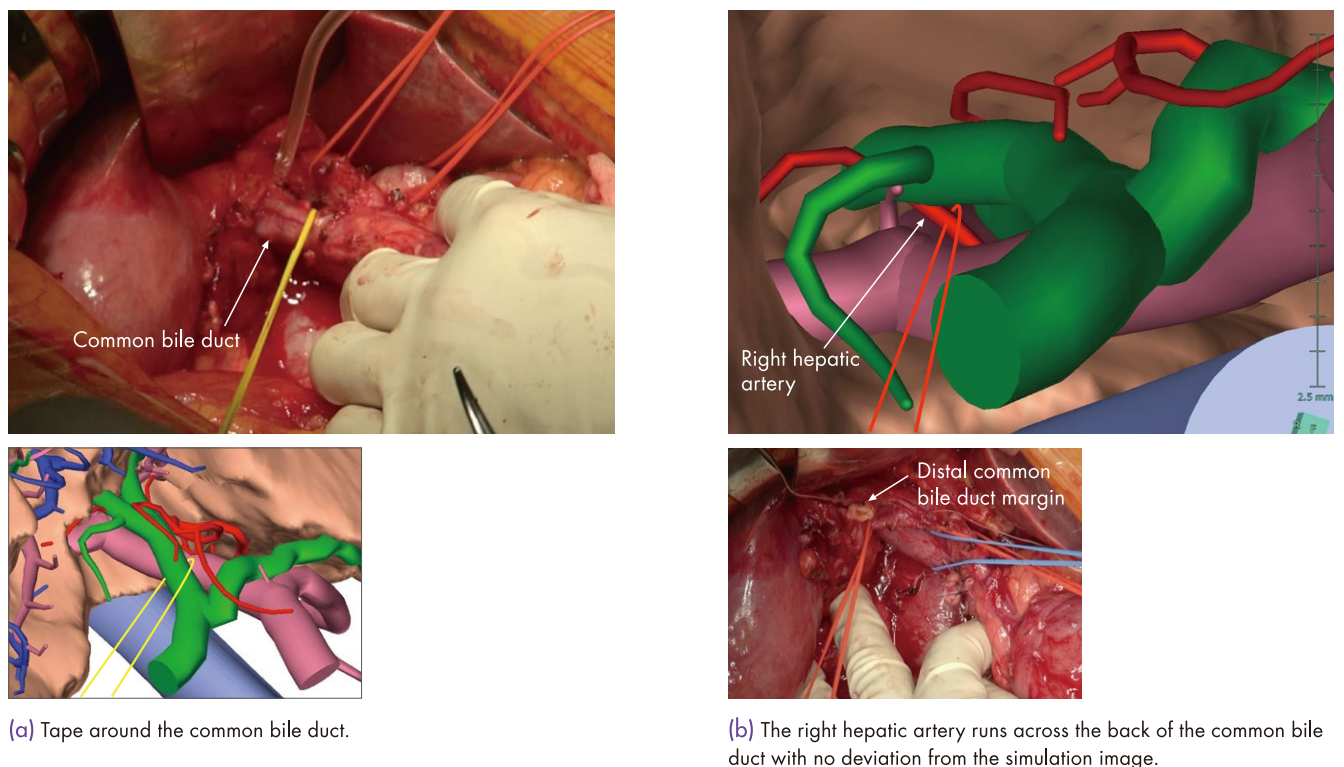 Common bile duct
(a) Tape around the common bile duct.
Right hepatic
artery
2.5 mm
Distal common
bile duct margin
(b) The right hepatic artery runs across the back of the common bile
duct with no deviation from the simulation image.